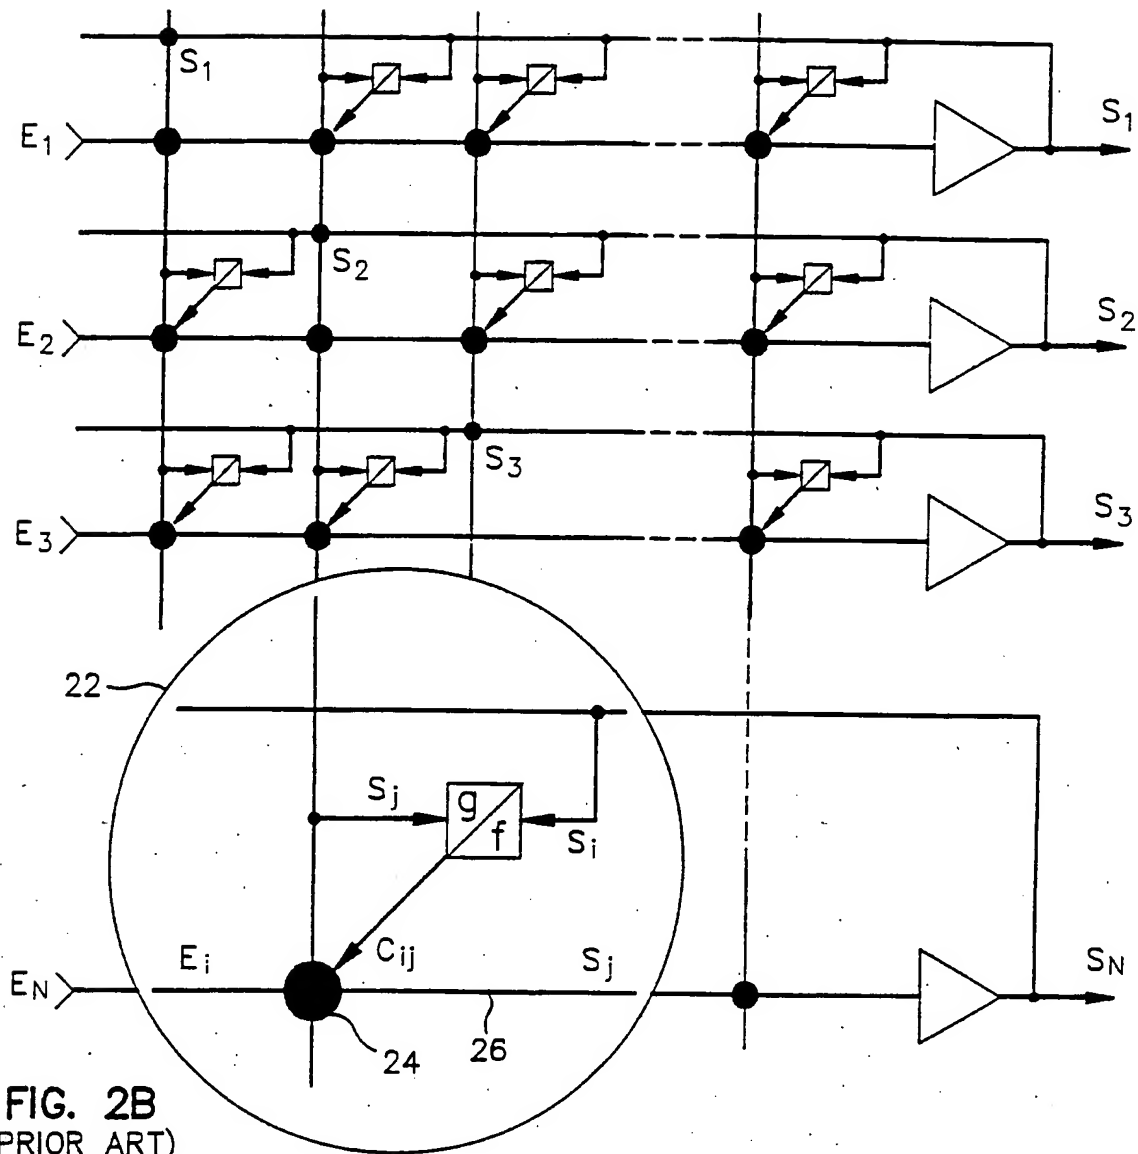 S1
E1
S1
S2
E2
S2
S3
E3
S3
22
Sj
g
f
Si
Cij
Ei
Sj
EN
SN
24
26
FIG. 2B
PRIOR ART)